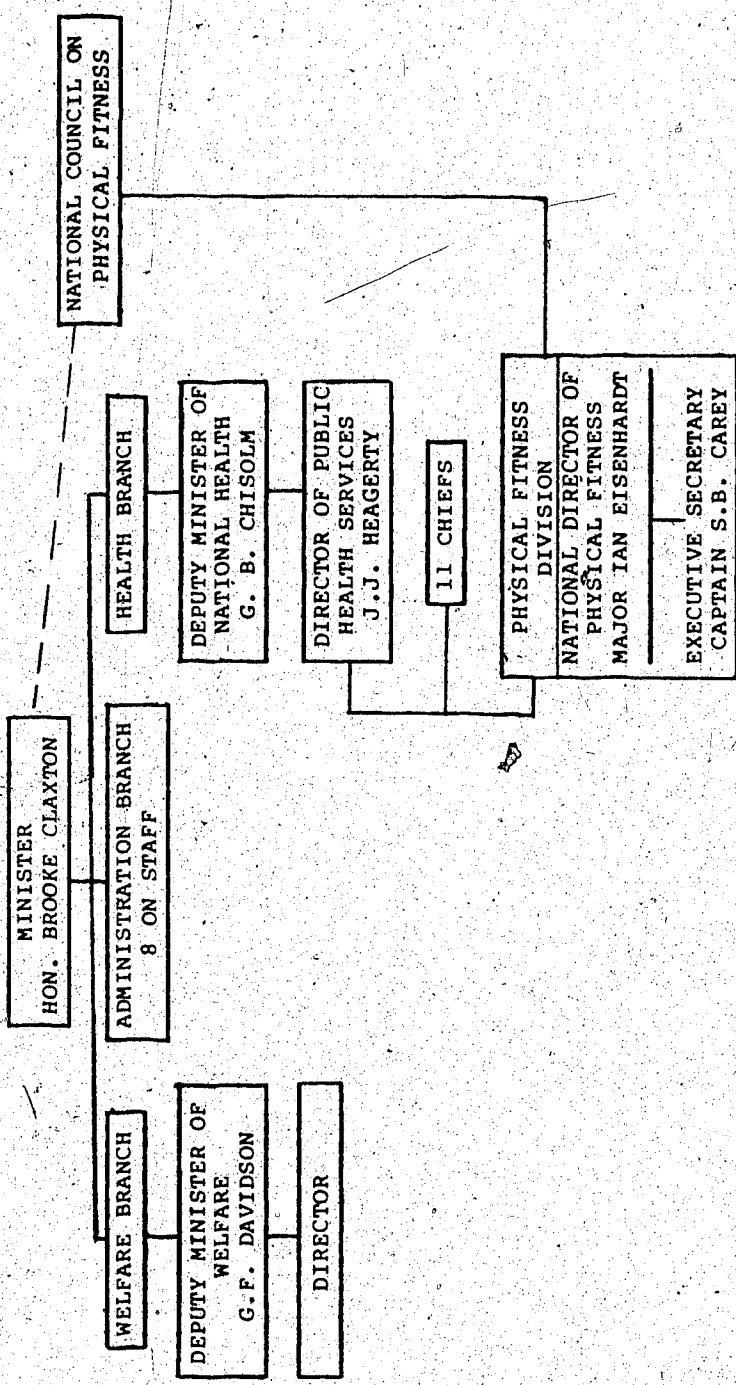 MINISTER
HON. BROOKE CLAXTON
NATIONAL COUNCIL ON
PHYSICAL FITNESS
WELFARE BRANCH
ADMINISTRATION BRANCH
8 ON STAFF
HEALTH BRANCH
DEPUTY MINISTER OF
WELFARE
G.F. DAVIDSON
DEPUTY MINISTER OF
NATIONAL HEALTH
G. B. CHISOLM
DIRECTOR
DIRECTOR OF PUBLIC
HEALTH SERVICES
J.J. HEAGERTY
11 CHIEFS
PHYSICAL FITNESS
DIVISION
NATIONAL DIRECTOR OF
PHYSICAL FITNESS
MAJOR IAN EISENHARDT
EXECUTIVE SECRETARY
CAPTAIN S.B. CAREY